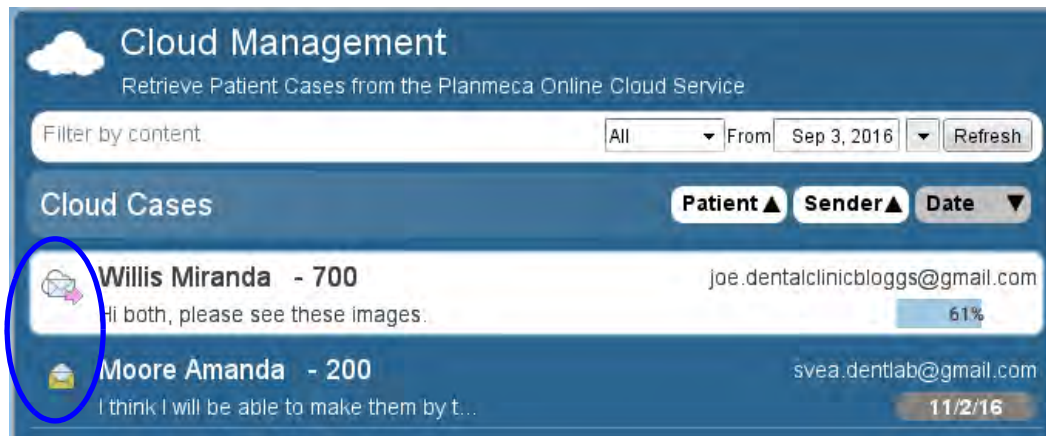 Cloud Management
Retrieve Patient Cases from the Planmeca Online Cloud Service
Filter by content All From Sep 3, 2016 Refresh
Cloud Cases Patient▲ Sender▲ Date ▼
Willis Miranda - 700 joe.dentalclinicbloggs@gmail.com
Hi both, please see these images. 61%
Moore Amanda - 200 svea.dentlab@gmail.com
I think I will be able to make them by t... 11/2/16